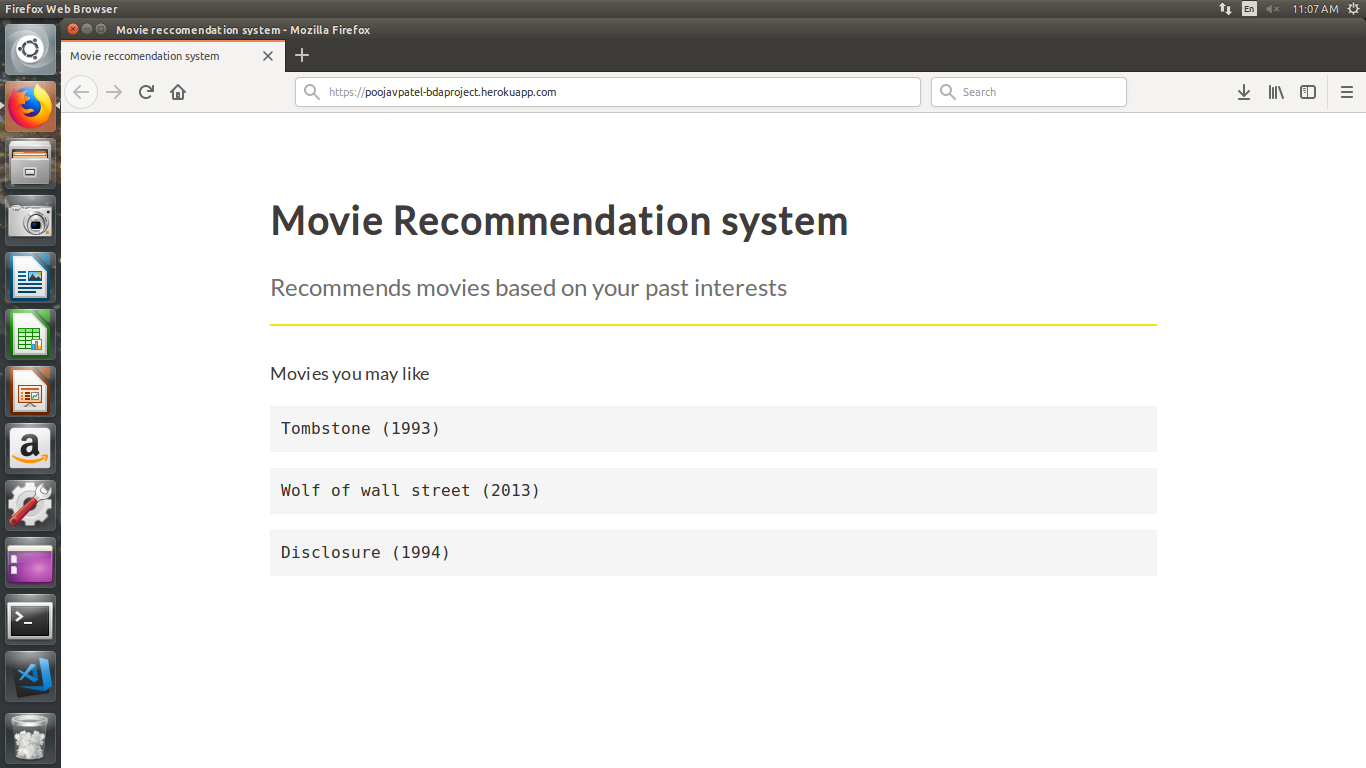 Firefox Web Browser
En
11:07 AM
Movie reccomendation system - Mozilla Firefox
Movie reccomendation system
https://poojavpatel-bdaproject.herokuapp.com
Search
Movie Recommendation system
Recommends movies based on your past interests
Movies you may like
Tombstone (1993)
Wolf of wall street (2013)
Disclosure (1994)
a
>_